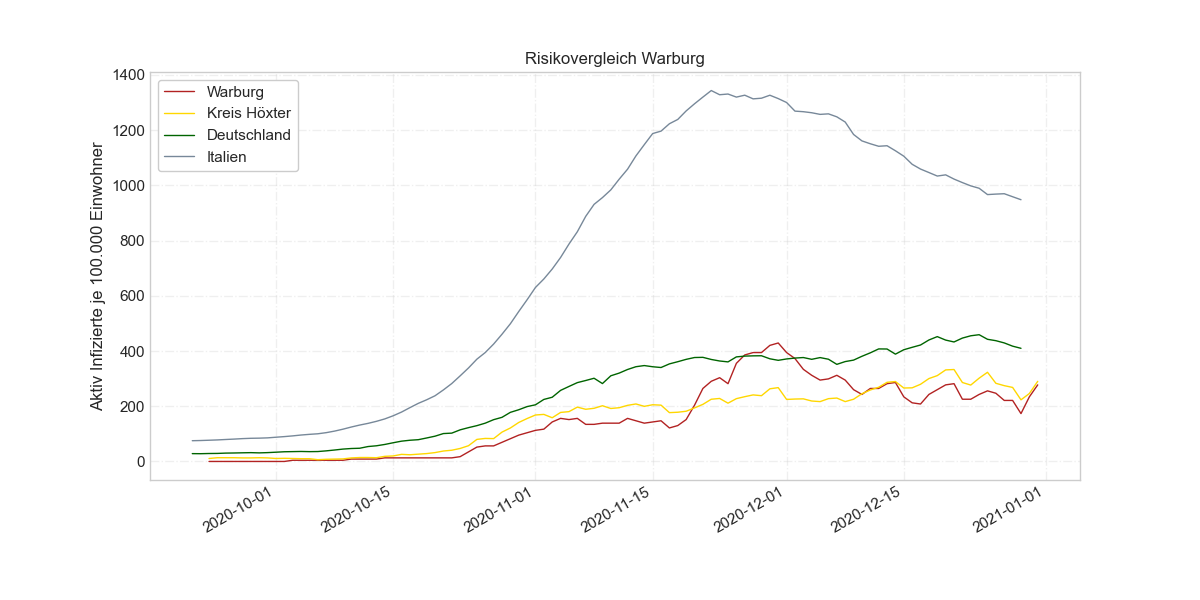 Risikovergleich Warburg
Aktiv Infizierte je 100.000 Einwohner
1400
1200
1000
800
600
400
200
0
Warburg
Kreis Höxter
Deutschland
Italien
2020-10-01
2020-10-15
2020-11-01
2020-11-15
2020-12-01
2020-12-15
2021-01-01